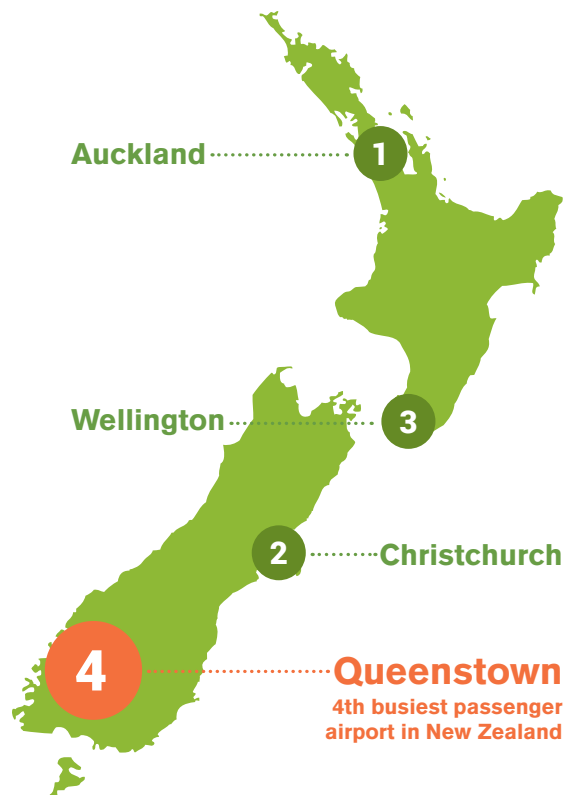 Auckland
1
Wellington
3
2
Christchurch
4
Queenstown
4th busiest passenger
airport in New Zealand